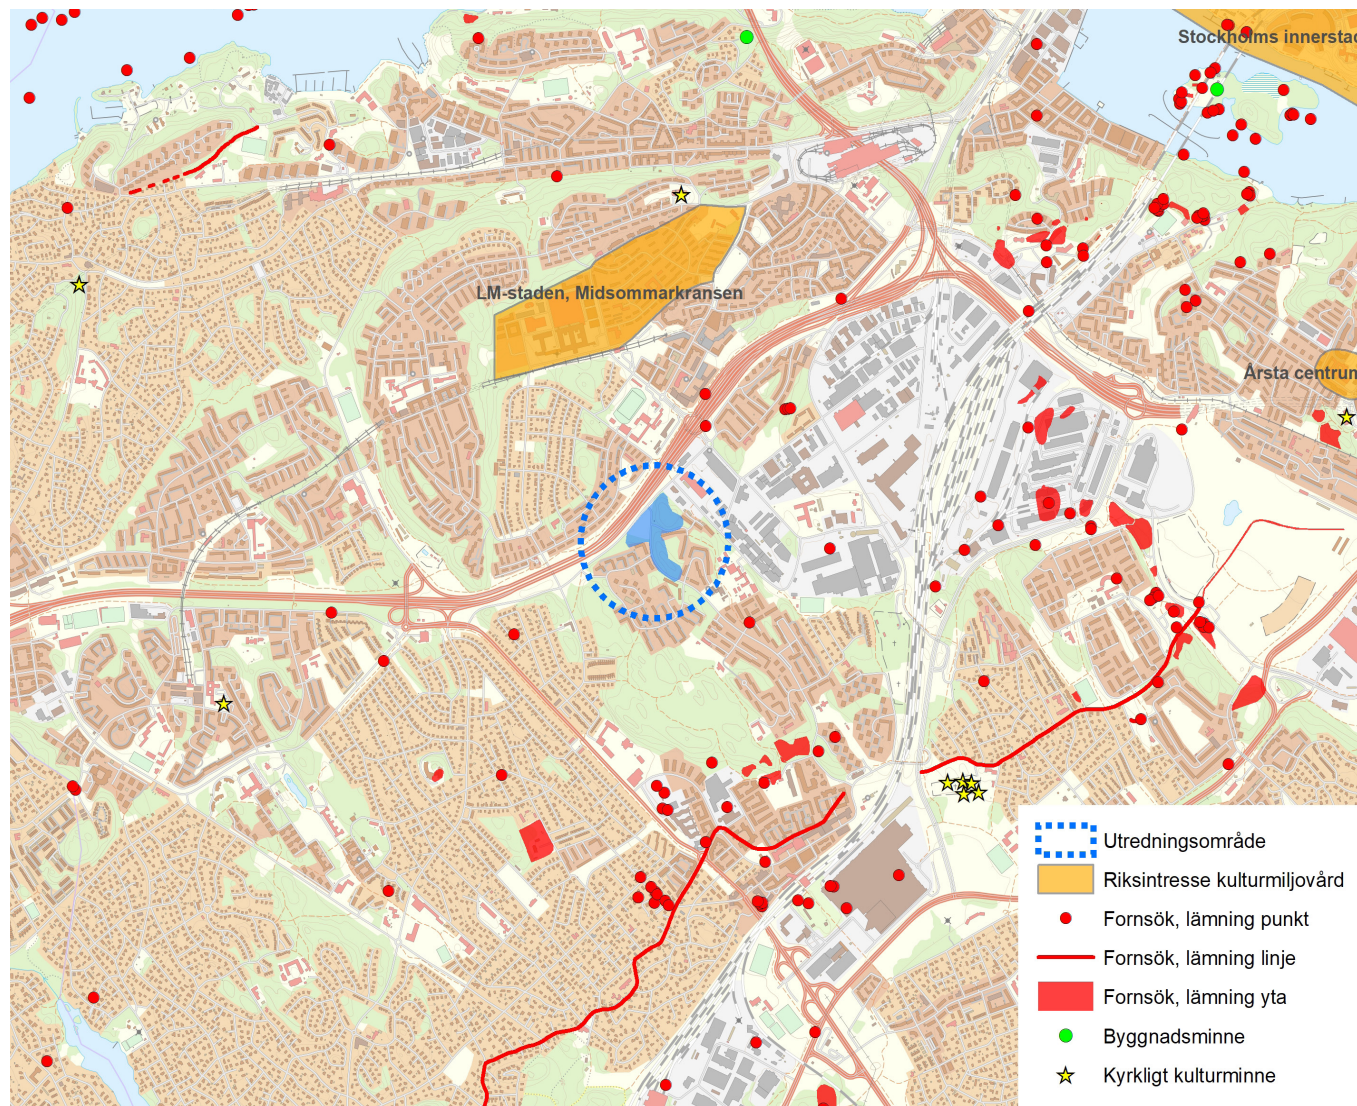 Stockholms innerstad
LM-staden, Midsommarkransen
Årsta centrum
Utredningsområde
Riksintresse kulturmiljovård
Fornsök, lämning punkt
Fornsök, lämning linje
Fornsök, lämning yta
Byggnadsminne
Kyrkligt kulturminne